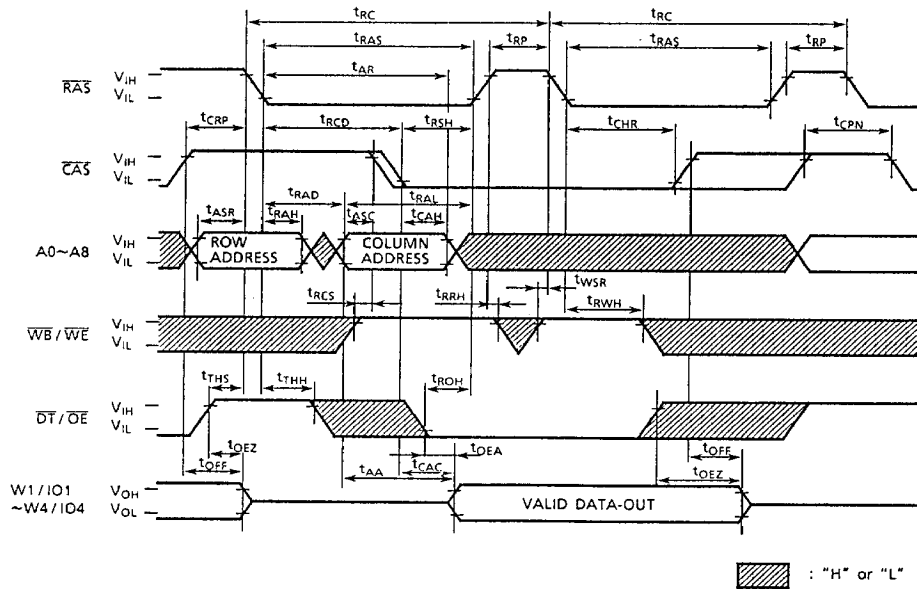 tRC tRC
tRAS tRP tRAS tRP
tAR
RAS VIH
VIL
tCRP tRCD tRSH tCHR tCPN
CAS VIH
VIL
tRAD tRAL
tASR tRAH tASC tCAH
A0~A8 VIH
VIL
ROW
ADDRESS
COLUMN
ADDRESS
tRCS tRRH tWSR tRWH
WB / WE VIH
VIL
tTHS tTHH tROH
DT / OE VIH
VIL
tOEZ tOEA tOFF
tOFF tAA tCAC tOEZ
W1 / IO1
~W4 / IO4
VOH
VOL
VALID DATA-OUT
: "H" or "L"